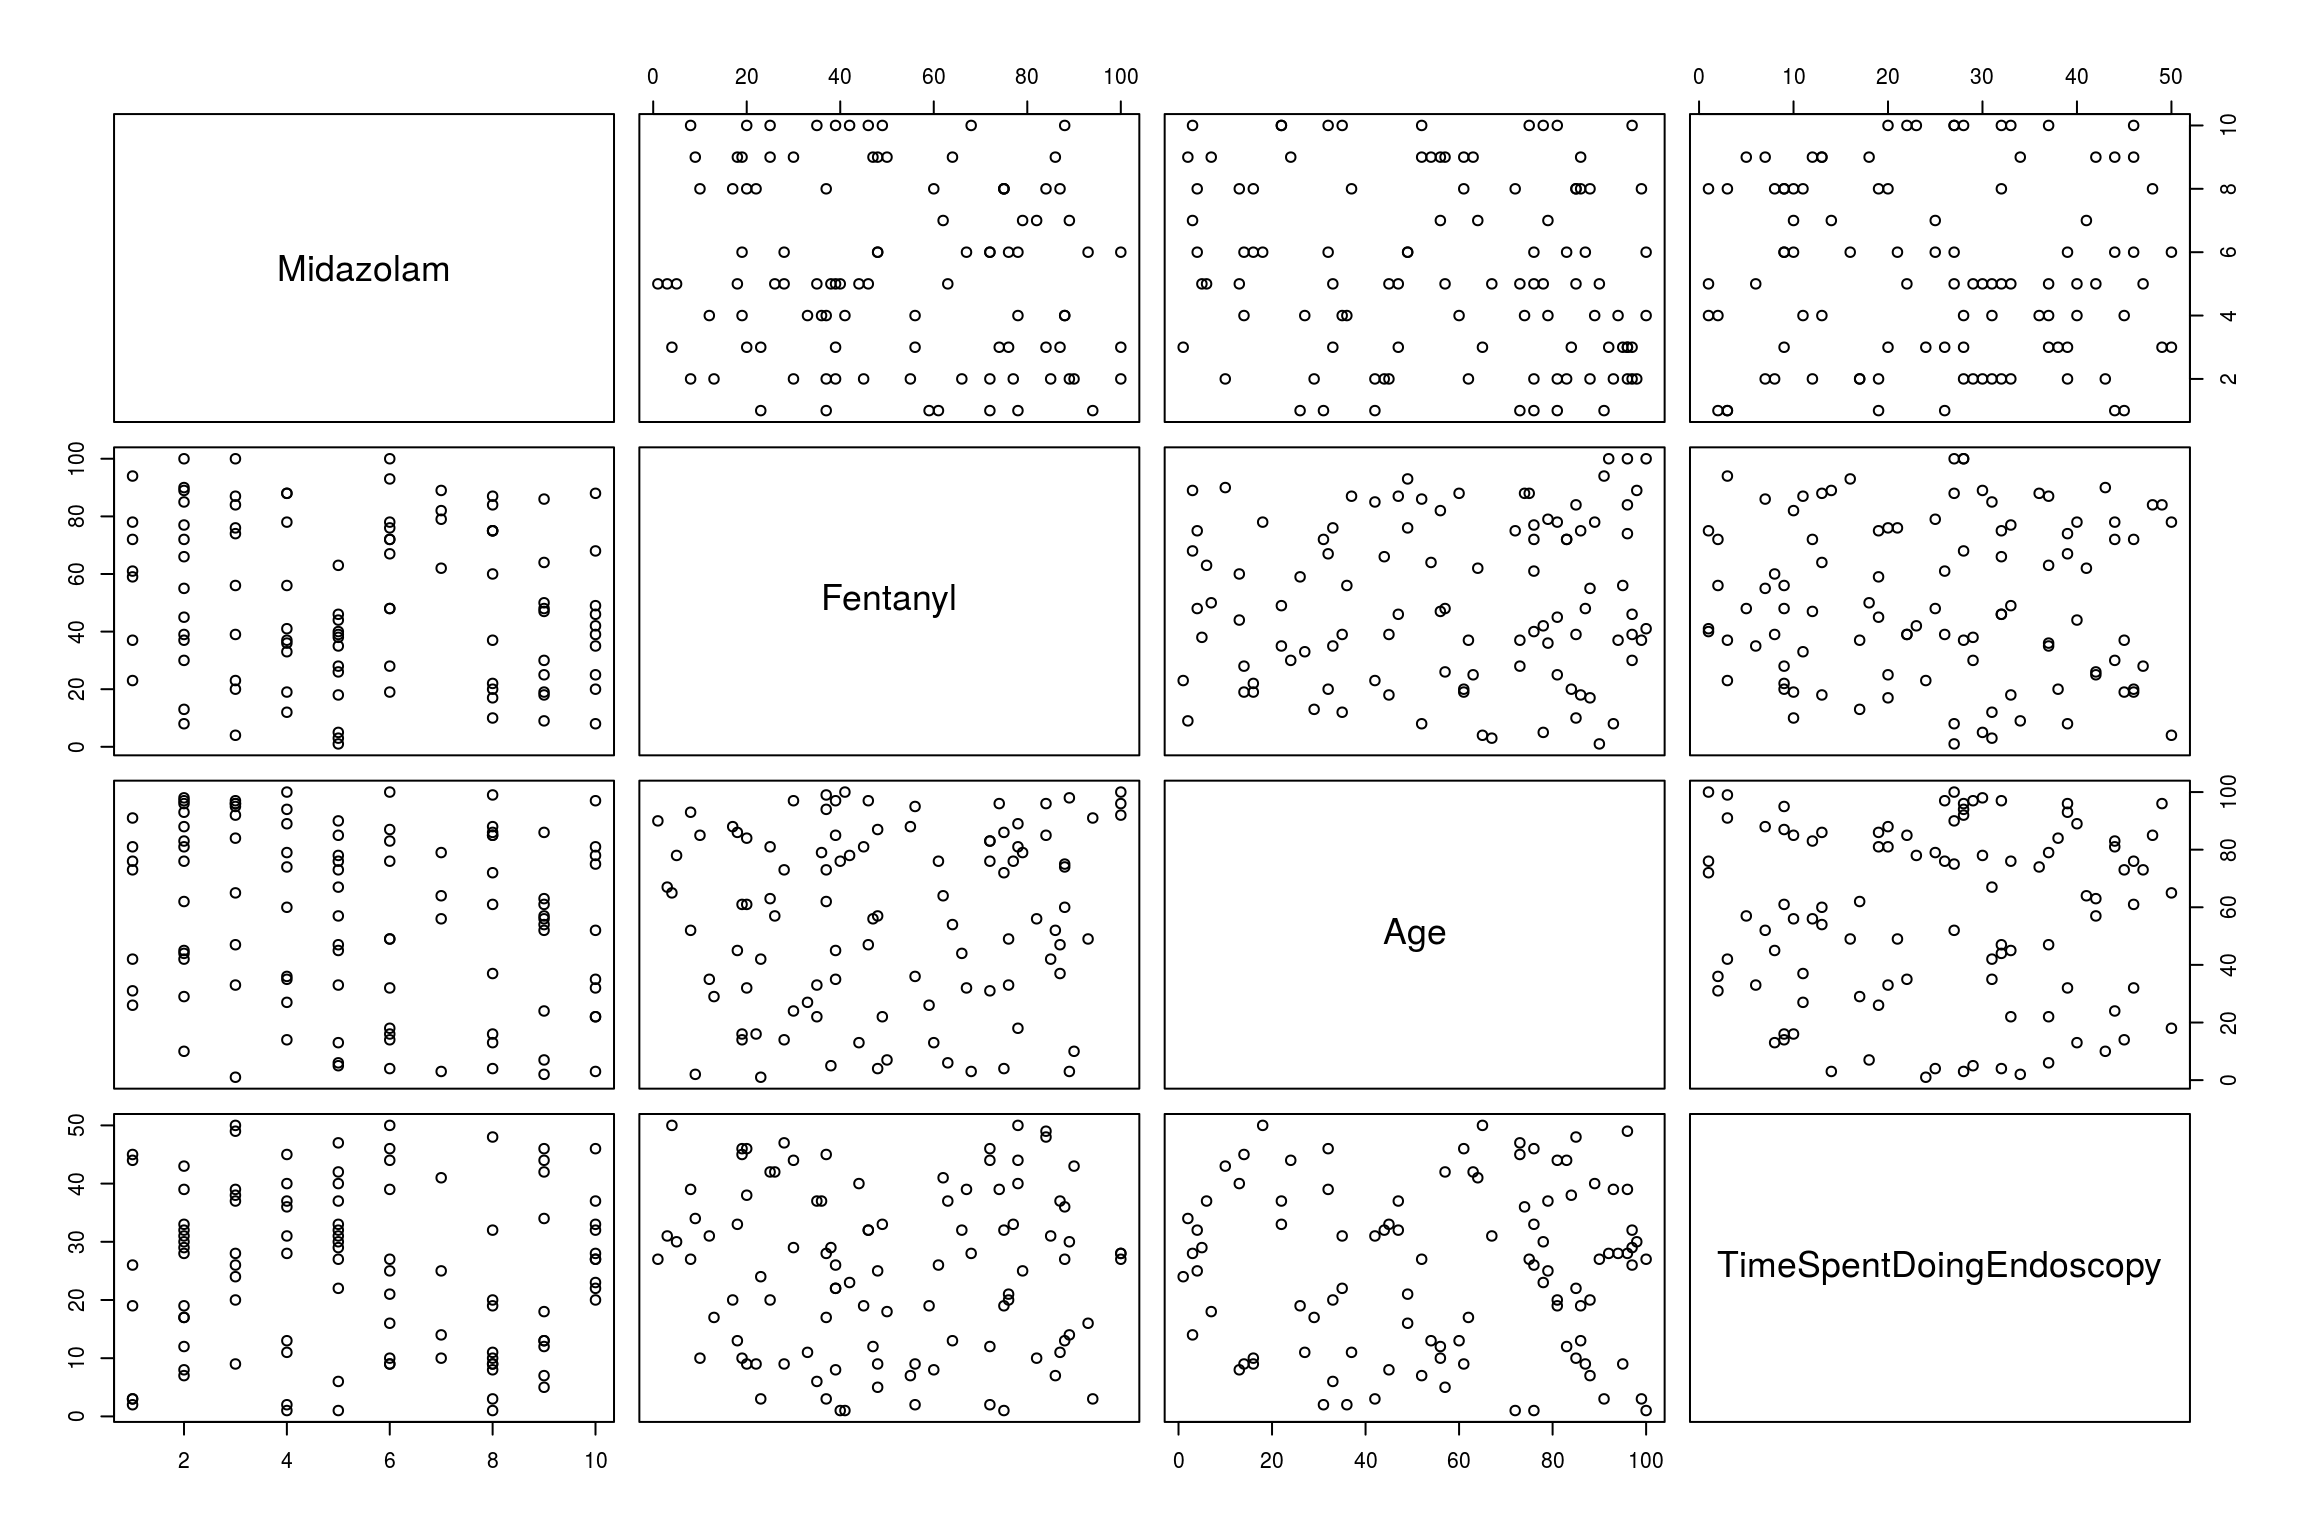 0 20 40 60 80 100 0 10 20 30 40 50
Midazolam 2 4 6 8 10
0 20 40 60 80 100 Fentanyl
Age 0 20 40 60 80 100
0 10 20 30 40 50 TimeSpentDoingEndoscopy
2 4 6 8 10 0 20 40 60 80 100